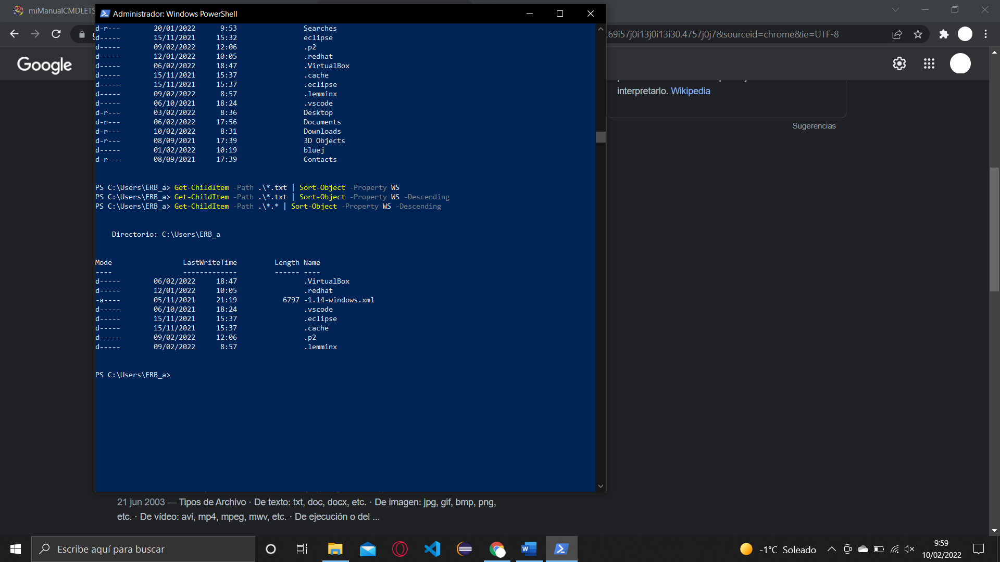 miManualCMDLETS
Administrador: Windows PowerShell
.69i57j0i13j0i13i30.4757j0j7&sourceid=chrome&ie=UTF-8
Google
d-r--- 20/01/2022 9:53 Searches
d----- 15/11/2021 15:32 eclipse
d----- 09/02/2022 12:06 .p2
d----- 12/01/2022 10:05 .redhat
d----- 06/02/2022 18:47 .VirtualBox
d----- 15/11/2021 15:37 .cache
d----- 15/11/2021 15:37 .eclipse
d----- 09/02/2022 8:57 .lemminx
d----- 06/10/2021 18:24 .vscode
d-r--- 03/02/2022 8:36 Desktop
d-r--- 06/02/2022 17:56 Documents
d-r--- 10/02/2022 8:31 Downloads
d-r--- 08/09/2021 17:39 3D Objects
d----- 01/02/2022 10:19 bluej
d-r--- 08/09/2021 17:39 Contacts
PS C:\Users\ERB_a> Get-ChildItem -Path .\*.txt | Sort-Object -Property WS
PS C:\Users\ERB_a> Get-ChildItem -Path .\*.txt | Sort-Object -Property WS -Descending
PS C:\Users\ERB_a> Get-ChildItem -Path .\*.* | Sort-Object -Property WS -Descending
Directorio: C:\Users\ERB_a
Mode LastWriteTime Length Name
---- ------------- ------ ----
d----- 06/02/2022 18:47 .VirtualBox
d----- 12/01/2022 10:05 .redhat
-a---- 05/11/2021 21:19 6797 -1.14-windows.xml
d----- 06/10/2021 18:24 .vscode
d----- 15/11/2021 15:37 .eclipse
d----- 15/11/2021 15:37 .cache
d----- 09/02/2022 12:06 .p2
d----- 09/02/2022 8:57 .lemminx
PS C:\Users\ERB_a>
interpretarlo. Wikipedia
Sugerencias
21 jun 2003 — Tipos de Archivo · De texto: txt, doc, docx, etc. · De imagen: jpg, gif, bmp, png,
etc. · De vídeo: avi, mp4, mpeg, mwv, etc. · De ejecución o del ...
Escribe aquí para buscar
-1°C Soleado
9:59
10/02/2022